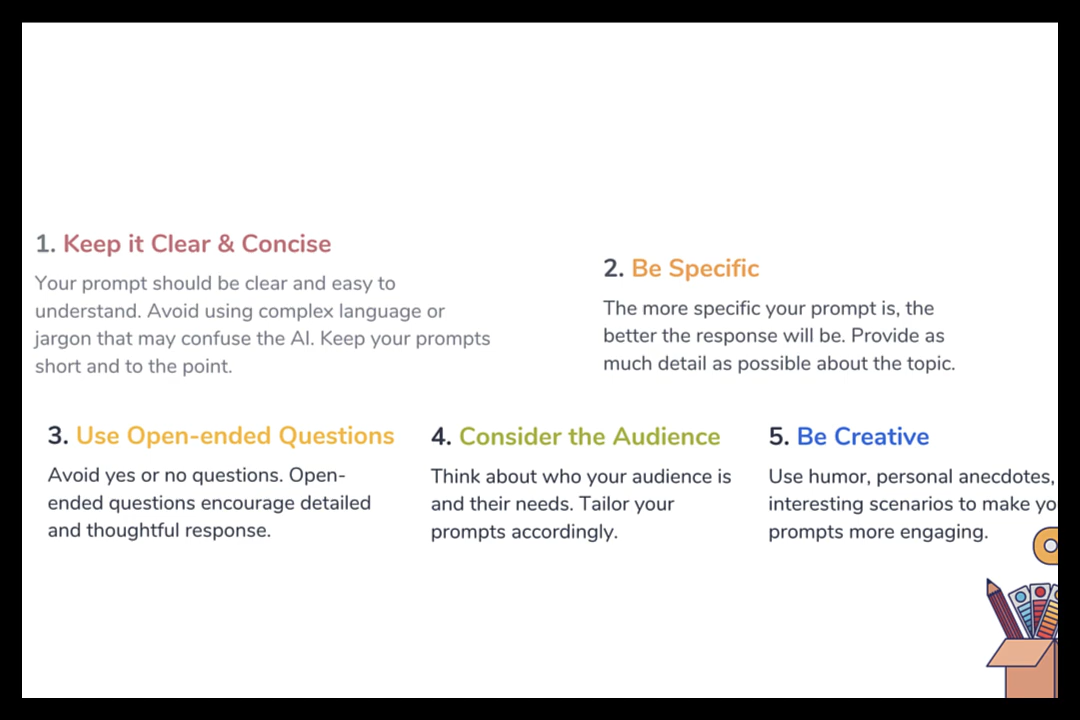 1. Keep it Clear & Concise
Your prompt should be clear and easy to
understand. Avoid using complex language or
jargon that may confuse the AI. Keep your prompts
short and to the point.
2. Be Specific
The more specific your prompt is, the
better the response will be. Provide as
much detail as possible about the topic.
3. Use Open-ended Questions
Avoid yes or no questions. Open-
ended questions encourage detailed
and thoughtful response.
4. Consider the Audience
Think about who your audience is
and their needs. Tailor your
prompts accordingly.
5. Be Creative
Use humor, personal anecdotes,
interesting scenarios to make yo
prompts more engaging.